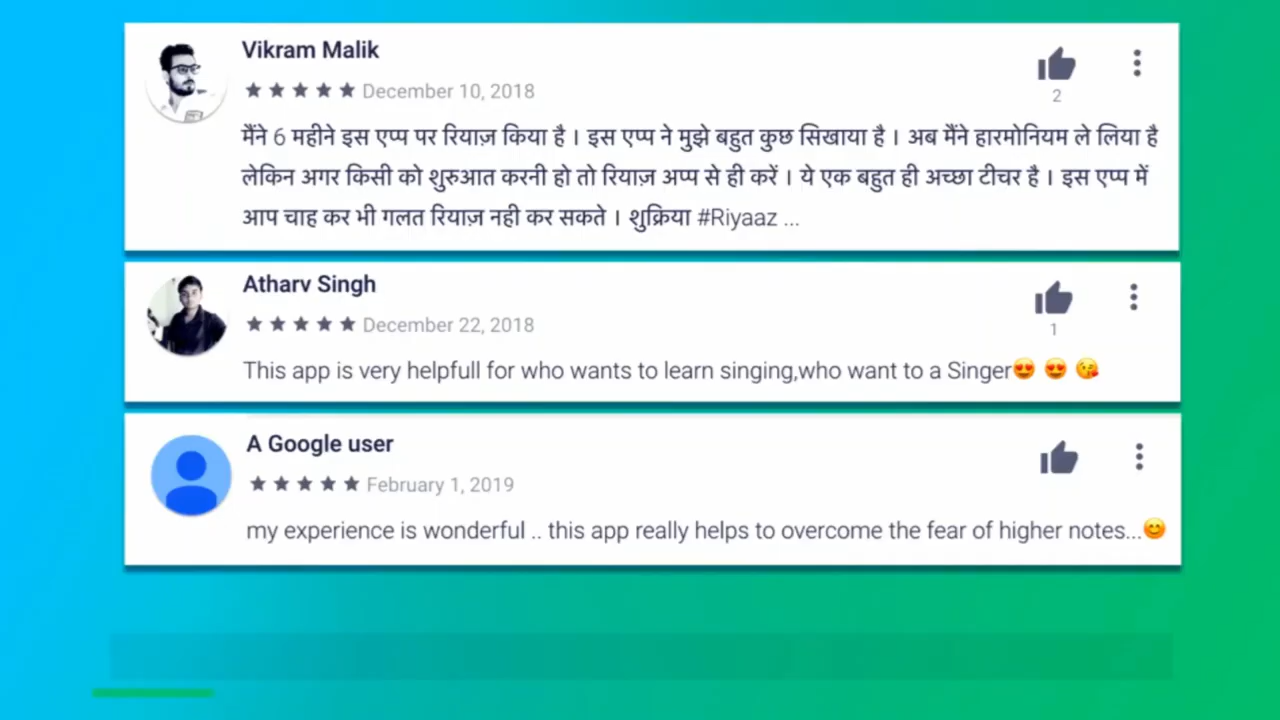 Vikram Malik
★★★★★ December 10, 2018
2
मैंने 6 महीने इस एप्प पर रियाज़ किया है । इस एप्प ने मुझे बहुत कुछ सिखाया है । अब मैंने हारमोनियम ले लिया है
लेकिन अगर किसी को शुरुआत करनी हो तो रियाज़ अप्प से ही करें । ये एक बहुत ही अच्छा टीचर है । इस एप्प में
आप चाह कर भी गलत रियाज़ नही कर सकते । शुक्रिया #Riyaaz ...
Atharv Singh
★★★★★ December 22, 2018
1
This app is very helpfull for who wants to learn singing,who want to a Singer😍 😍 😘
A Google user
★★★★★ February 1, 2019
my experience is wonderful .. this app really helps to overcome the fear of higher notes...😊